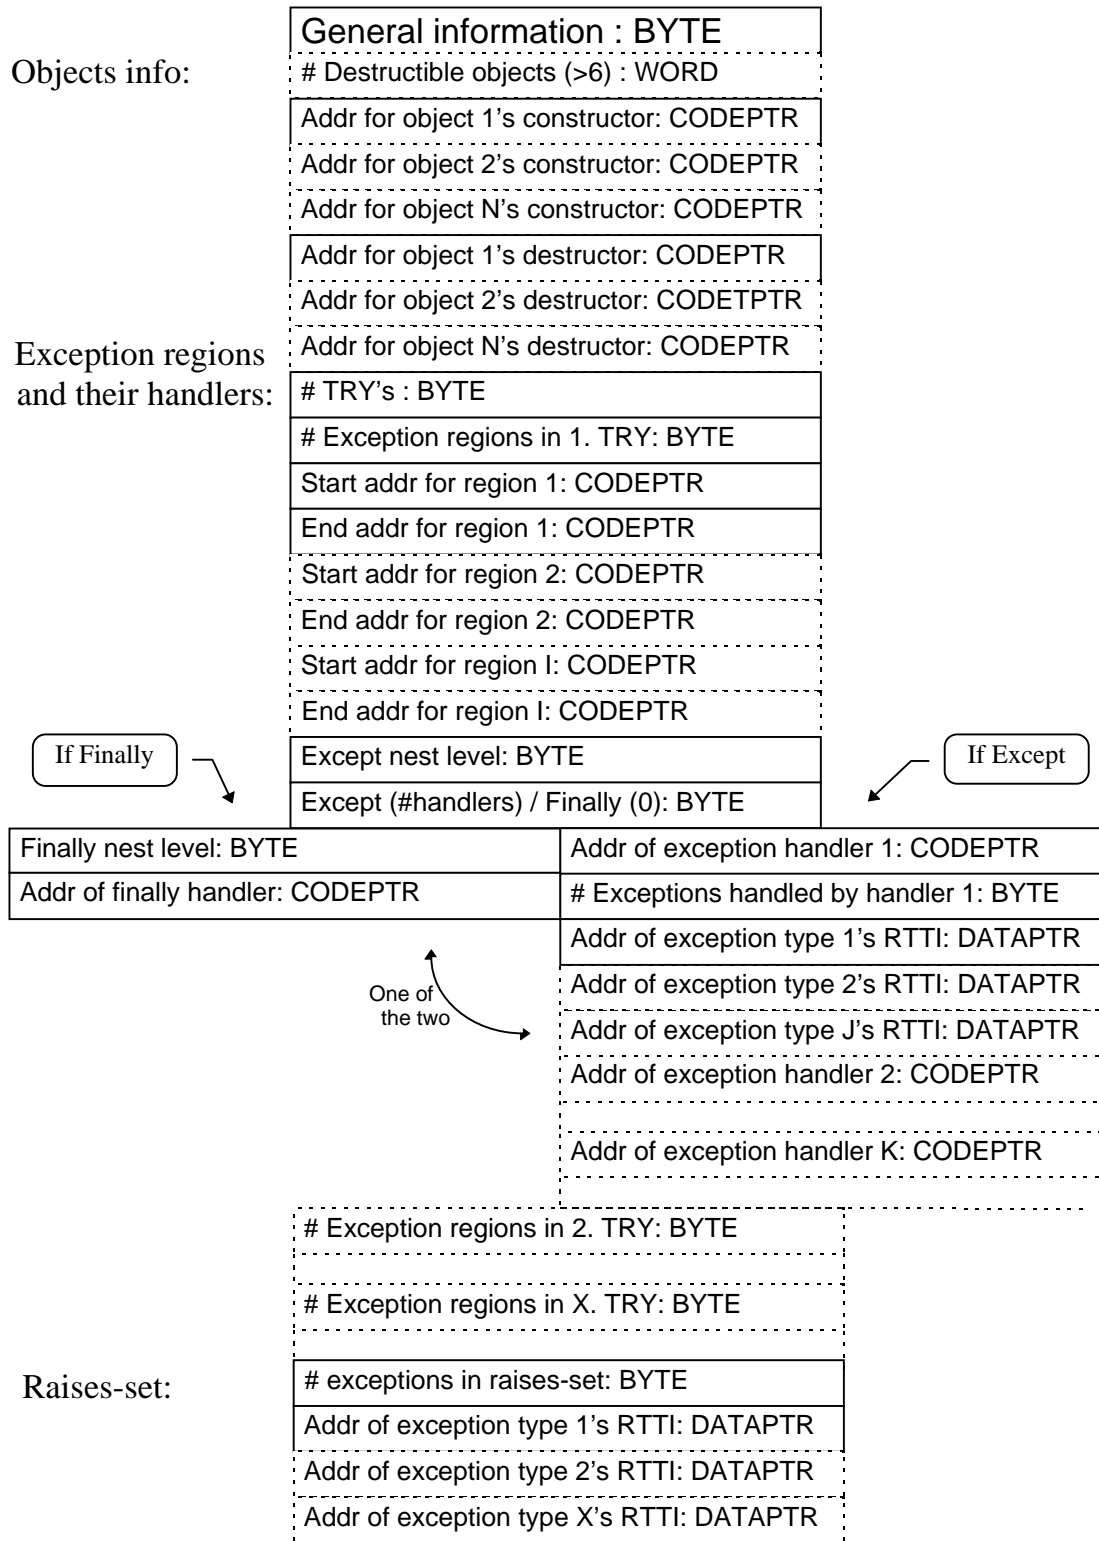 General information : BYTE
Objects info:
# Destructible objects (>6) : WORD
Addr for object 1's constructor: CODEPTR
Addr for object 2's constructor: CODEPTR
Addr for object N's constructor: CODEPTR
Addr for object 1's destructor: CODEPTR
Addr for object 2's destructor: CODETPTR
Addr for object N's destructor: CODEPTR
Exception regions
and their handlers:
# TRY's : BYTE
# Exception regions in 1. TRY: BYTE
Start addr for region 1: CODEPTR
End addr for region 1: CODEPTR
Start addr for region 2: CODEPTR
End addr for region 2: CODEPTR
Start addr for region I: CODEPTR
End addr for region I: CODEPTR
If Finally
Except nest level: BYTE
If Except
Except (#handlers) / Finally (0): BYTE
Finally nest level: BYTE
Addr of finally handler: CODEPTR
Addr of exception handler 1: CODEPTR
# Exceptions handled by handler 1: BYTE
Addr of exception type 1's RTTI: DATAPTR
Addr of exception type 2's RTTI: DATAPTR
One of
the two
Addr of exception type J's RTTI: DATAPTR
Addr of exception handler 2: CODEPTR
Addr of exception handler K: CODEPTR
# Exception regions in 2. TRY: BYTE
# Exception regions in X. TRY: BYTE
Raises-set:
# exceptions in raises-set: BYTE
Addr of exception type 1's RTTI: DATAPTR
Addr of exception type 2's RTTI: DATAPTR
Addr of exception type X's RTTI: DATAPTR